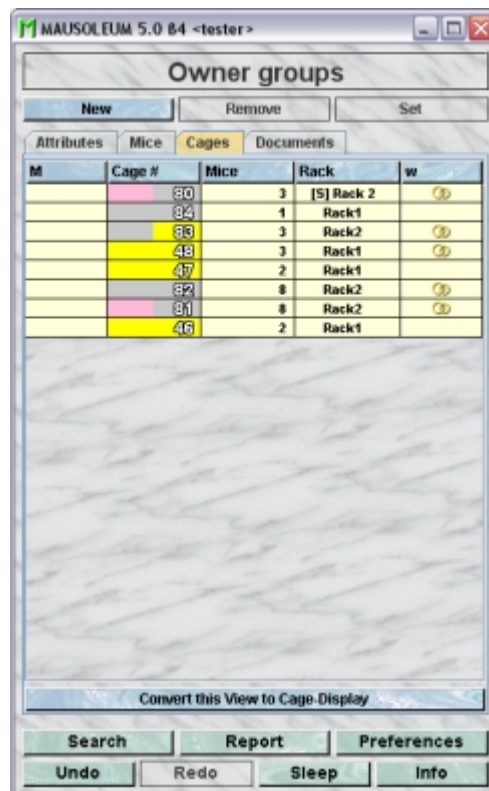 MAUSOLEUM 5.0 ß4 <tester>
Owner groups
New Remove Set
Attributes Mice Cages Documents
M Cage # Mice Rack w
80 3 [S] Rack 2
84 1 Rack1
83 3 Rack2
48 3 Rack1
47 2 Rack1
82 8 Rack2
81 8 Rack2
46 2 Rack1
Convert this View to Cage-Display
Search Report Preferences
Undo Redo Sleep Info